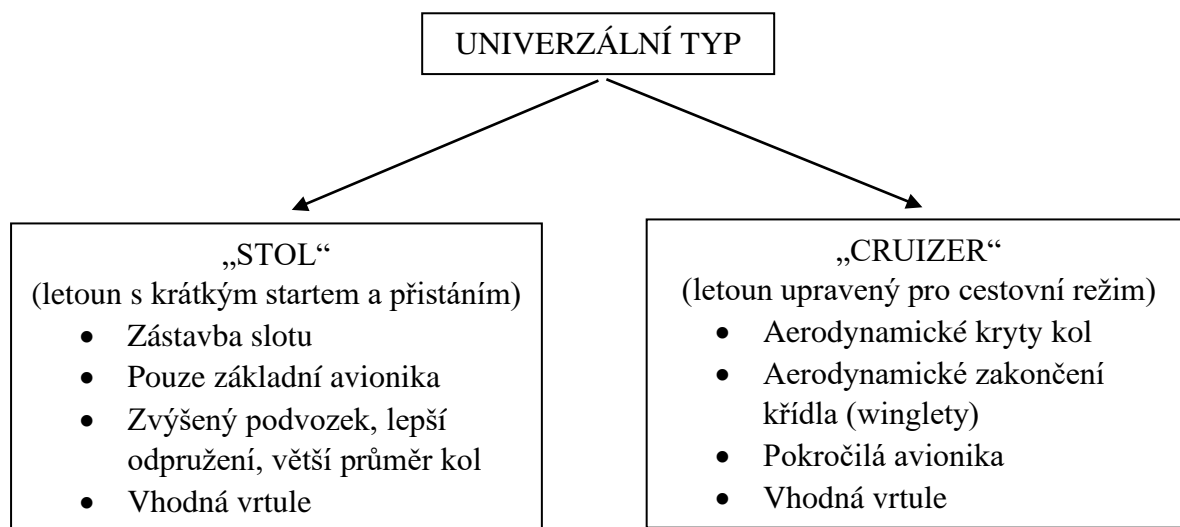 UNIVERZÁLNÍ TYP
„STOL“
(letoun s krátkým startem a přistáním)
• Zástavba slotu
• Pouze základní avionika
• Zvýšený podvozek, lepší
odpružení, větší průměr kol
• Vhodná vrtule
„CRUIZER“
(letoun upravený pro cestovní režim)
• Aerodynamické kryty kol
• Aerodynamické zakončení
křídla (winglety)
• Pokročilá avionika
• Vhodná vrtule